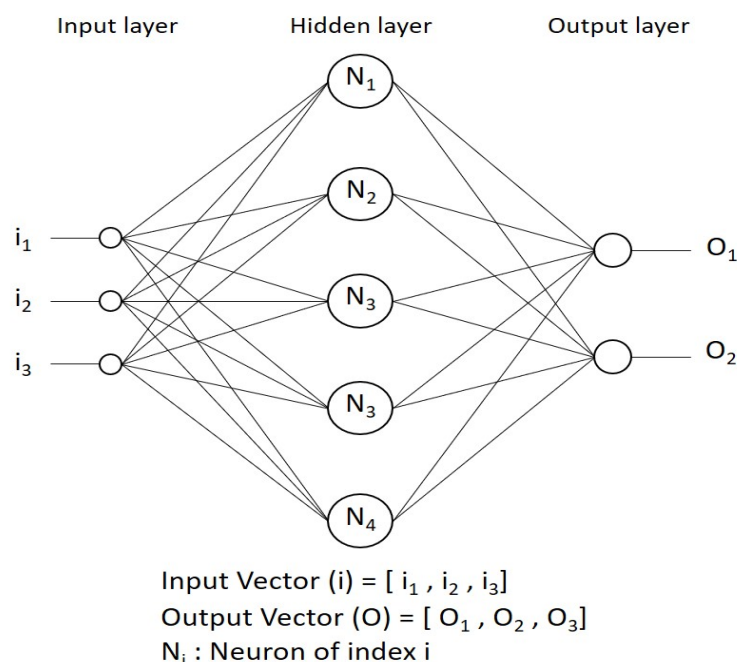 Input layer Hidden layer Output layer
N₁
N₂
i₁ O₁
i₂ N₃
i₃ O₂
N₃
N₄
Input Vector (i) = [ i₁ , i₂ , i₃]
Output Vector (O) = [ O₁ , O₂ , O₃]
Nᵢ : Neuron of index i